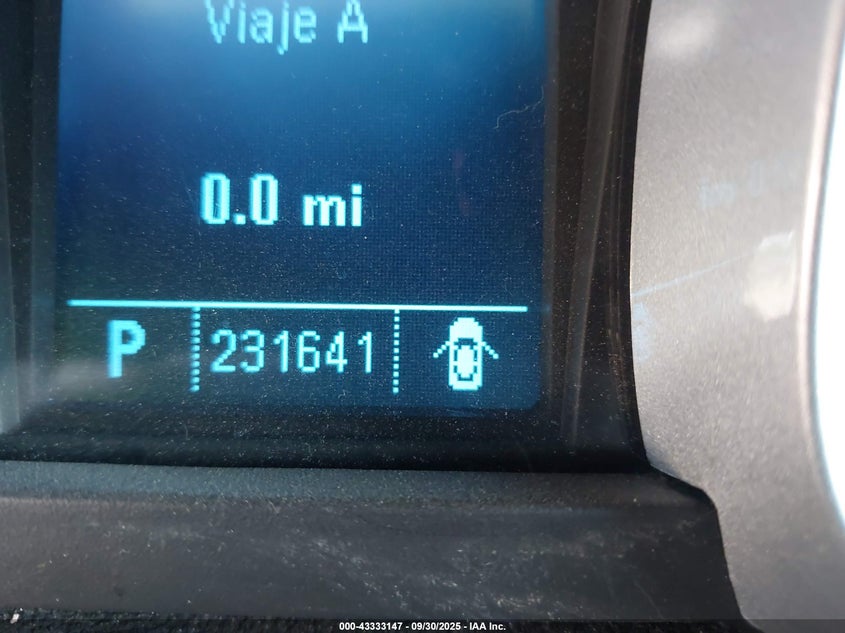 Viaje A
0.0 mi
P 231641
000-43333147 - 09/30/2025 - IAA Inc.